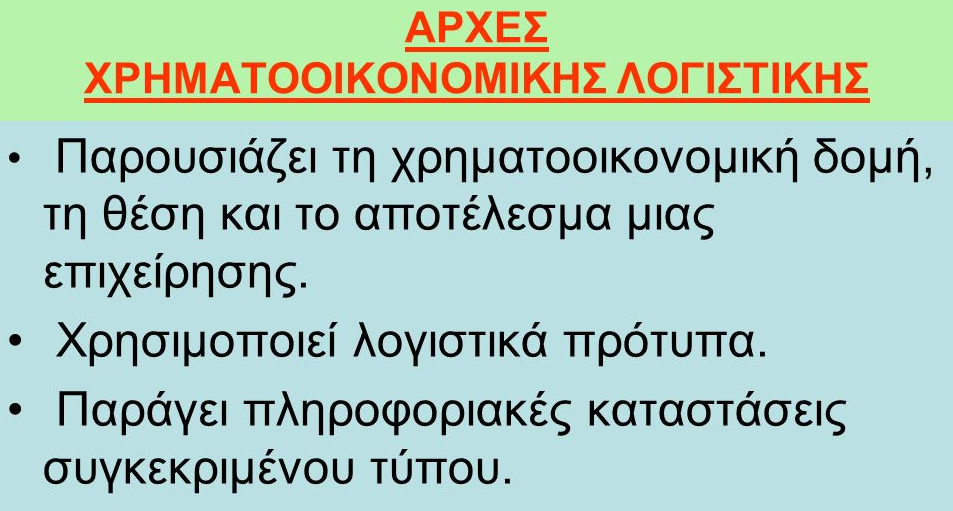 ΑΡΧΕΣ
ΧΡΗΜΑΤΟΟΙΚΟΝΟΜΙΚΗΣ ΛΟΓΙΣΤΙΚΗΣ
• Παρουσιάζει τη χρηματοοικονομική δομή,
τη θέση και το αποτέλεσμα μιας
επιχείρησης.
• Χρησιμοποιεί λογιστικά πρότυπα.
• Παράγει πληροφοριακές καταστάσεις
συγκεκριμένου τύπου.